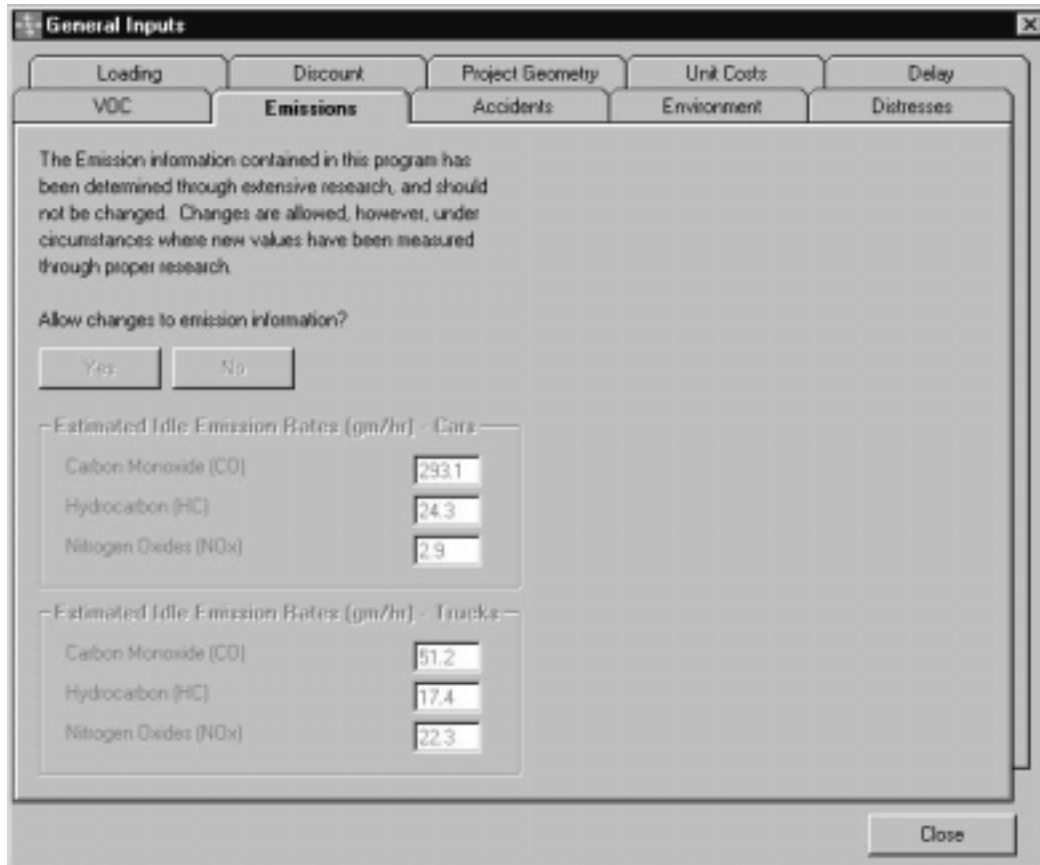 General Inputs
Loading Discount Project Geometry Unit Costs Delay
VOC Emissions Accidents Environment Distresses
The Emission information contained in this program has
been determined through extensive research, and should
not be changed. Changes are allowed, however, under
circumstances where new values have been measured
through proper research.
Allow changes to emission information?
Yes No
Estimated Idle Emission Rates (gm/hr) - Cars
Carbon Monoxide (CO) 293.1
Hydrocarbon (HC) 24.3
Nitrogen Oxides (NOx) 2.9
Estimated Idle Emission Rates (gm/hr) - Trucks
Carbon Monoxide (CO) 51.2
Hydrocarbon (HC) 17.4
Nitrogen Oxides (NOx) 22.3
Close